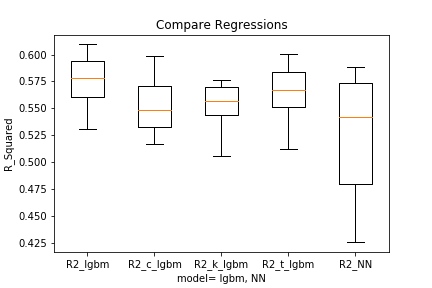 Compare Regressions
R_Squared
0.600
0.575
0.550
0.525
0.500
0.475
0.450
0.425
R2_lgbm R2_c_lgbm R2_k_lgbm R2_t_lgbm R2_NN
model= lgbm, NN